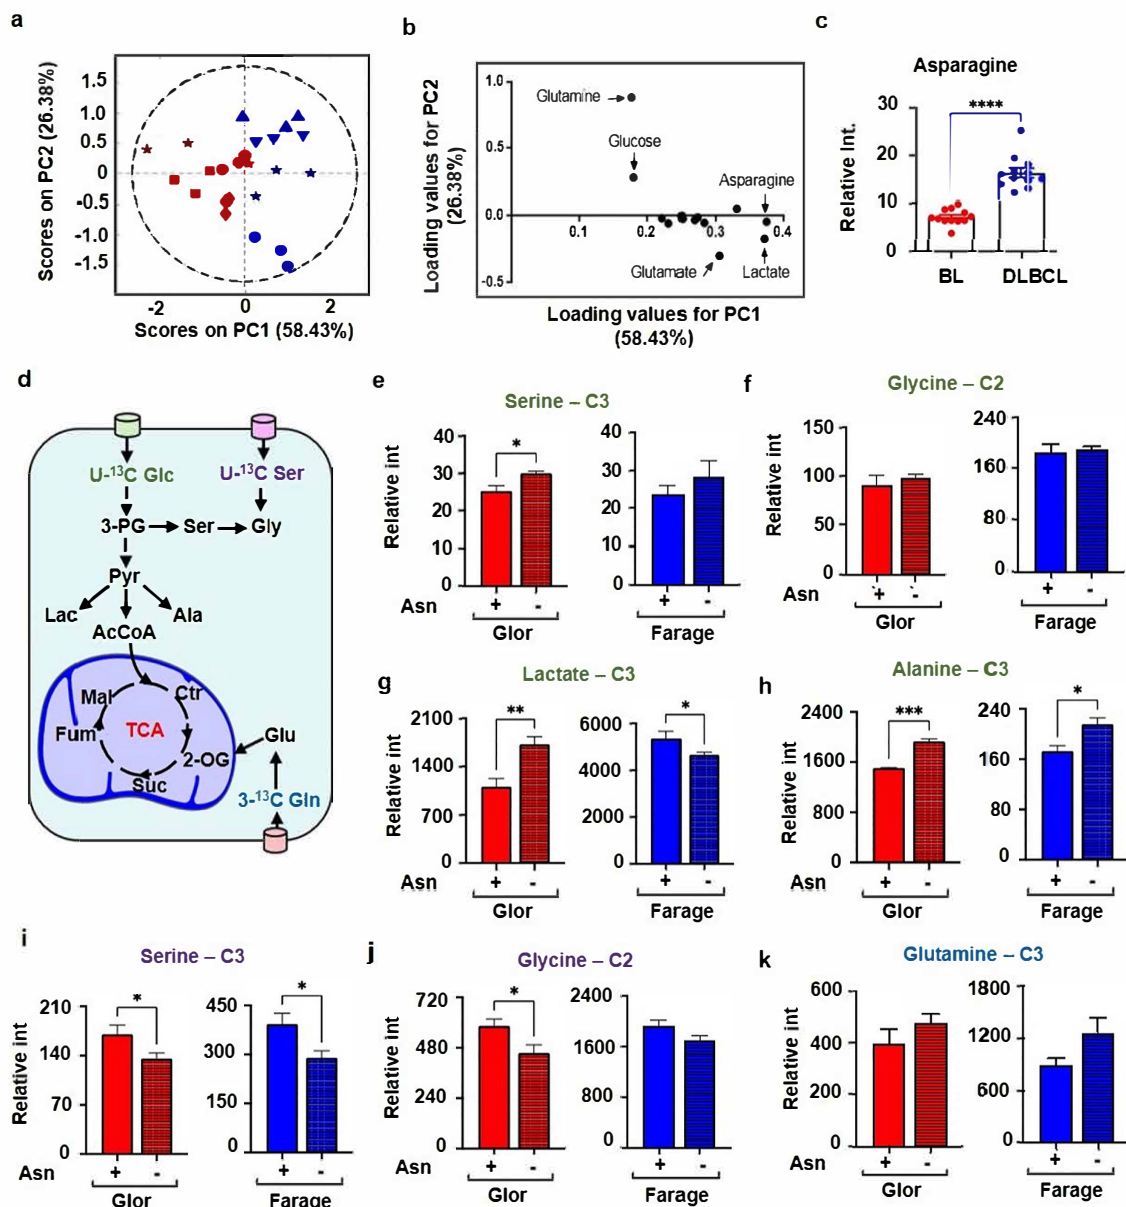 a
Scores on PC2 (26.38%)
1.5
1.0
0.5
0
-0.5
-1.0
-1.5
-2
0
2
Scores on PC1 (58.43%)
b
Loading values for PC2
(26.38%)
1.0
0.5
0.0
-0.5
0.1
0.2
0.3
0.4
Glutamine
Glucose
Asparagine
Glutamate
Lactate
Loading values for PC1
(58.43%)
c
Asparagine
Relative Int.
30
20
10
0
****
BL
DLBCL
d
U-13C Glc
U-13C Ser
3-PG
Ser
Gly
Pyr
Lac
Ala
AcCoA
Mal
Ctr
Fum
TCA
2-OG
Suc
Glu
3-13C Gln
e
Serine – C3
Relative int
40
30
20
10
0
*
Asn
+
-
Glor
40
30
20
10
0
+
-
Farage
f
Glycine – C2
Relative int
150
100
50
0
Asn
+
-
Glor
240
160
80
0
+
-
Farage
g
Lactate – C3
Relative int
2100
1400
700
0
**
Asn
+
-
Glor
6000
4000
2000
0
*
+
-
Farage
h
Alanine – C3
Relative int
2400
1600
800
0
***
Asn
+
-
Glor
240
160
80
0
*
+
-
Farage
i
Serine – C3
Relative int
210
140
70
0
*
Asn
+
-
Glor
450
300
150
0
*
+
-
Farage
j
Glycine – C2
Relative int
720
480
240
0
*
Asn
+
-
Glor
2400
1600
800
0
+
-
Farage
k
Glutamine – C3
Relative int
600
400
200
0
Asn
+
-
Glor
1800
1200
600
0
+
-
Farage